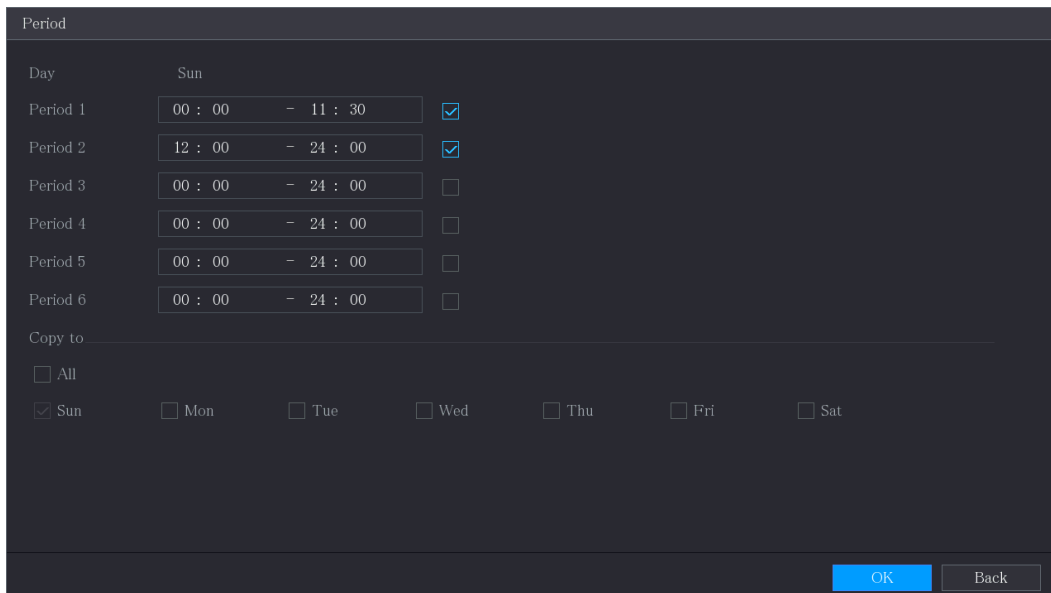 Period
Day Sun
Period 1 00 : 00 - 11 : 30
Period 2 12 : 00 - 24 : 00
Period 3 00 : 00 - 24 : 00
Period 4 00 : 00 - 24 : 00
Period 5 00 : 00 - 24 : 00
Period 6 00 : 00 - 24 : 00
Copy to
All
Sun Mon Tue Wed Thu Fri Sat
OK Back